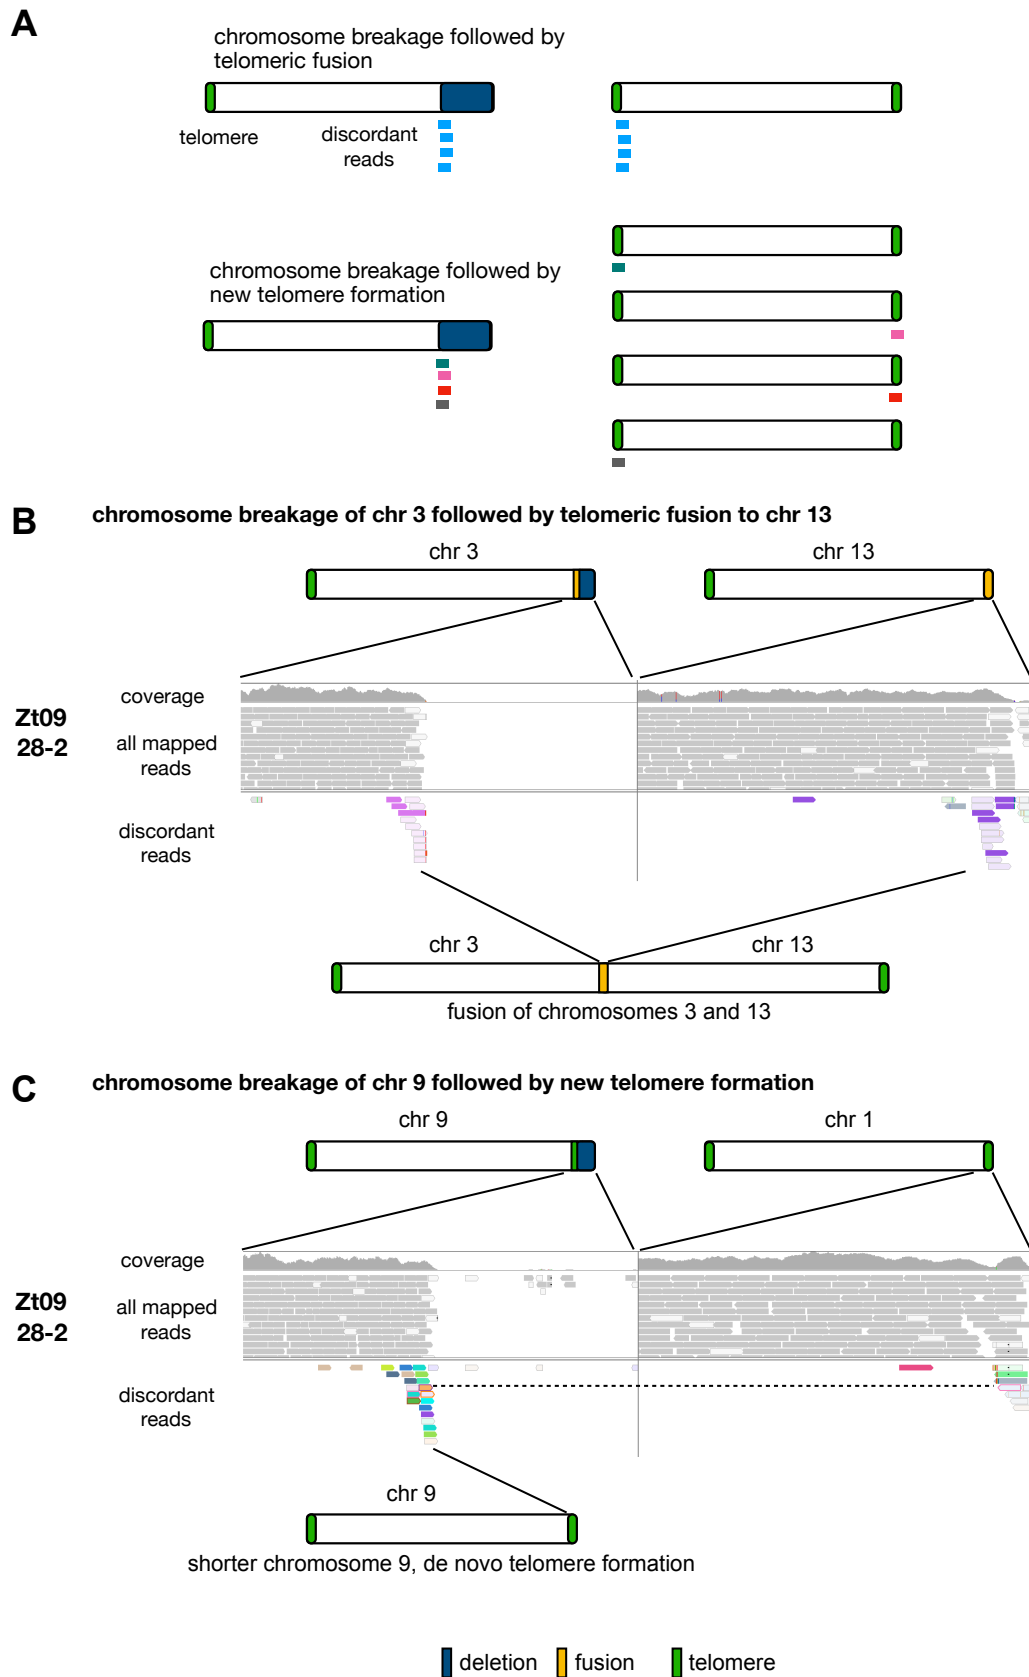 A
chromosome breakage followed by
telomeric fusion
telomere
discordant
reads
chromosome breakage followed by
new telomere formation
B
chromosome breakage of chr 3 followed by telomeric fusion to chr 13
chr 3
chr 13
coverage
Zt09
28-2
all mapped
reads
discordant
reads
chr 3
chr 13
fusion of chromosomes 3 and 13
C
chromosome breakage of chr 9 followed by new telomere formation
chr 9
chr 1
coverage
Zt09
28-2
all mapped
reads
discordant
reads
chr 9
shorter chromosome 9, de novo telomere formation
deletion
fusion
telomere